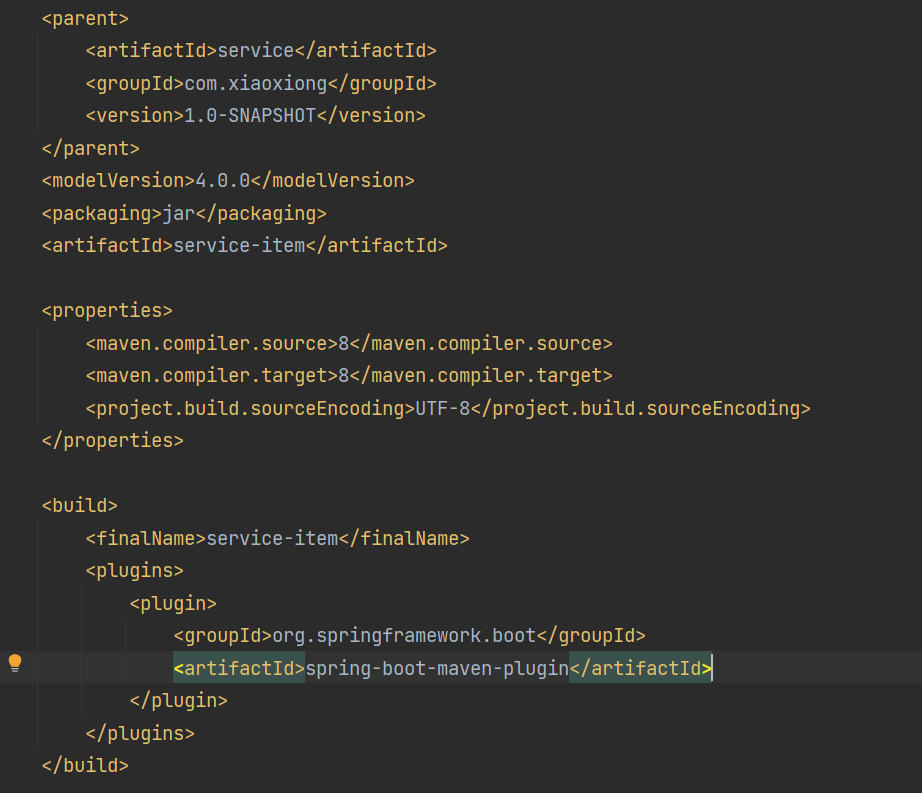 <parent>
<artifactId>service</artifactId>
<groupId>com.xiaoxiong</groupId>
<version>1.0-SNAPSHOT</version>
</parent>
<modelVersion>4.0.0</modelVersion>
<packaging>jar</packaging>
<artifactId>service-item</artifactId>
<properties>
<maven.compiler.source>8</maven.compiler.source>
<maven.compiler.target>8</maven.compiler.target>
<project.build.sourceEncoding>UTF-8</project.build.sourceEncoding>
</properties>
<build>
<finalName>service-item</finalName>
<plugins>
<plugin>
<groupId>org.springframework.boot</groupId>
<artifactId>spring-boot-maven-plugin</artifactId>
</plugin>
</plugins>
</build>